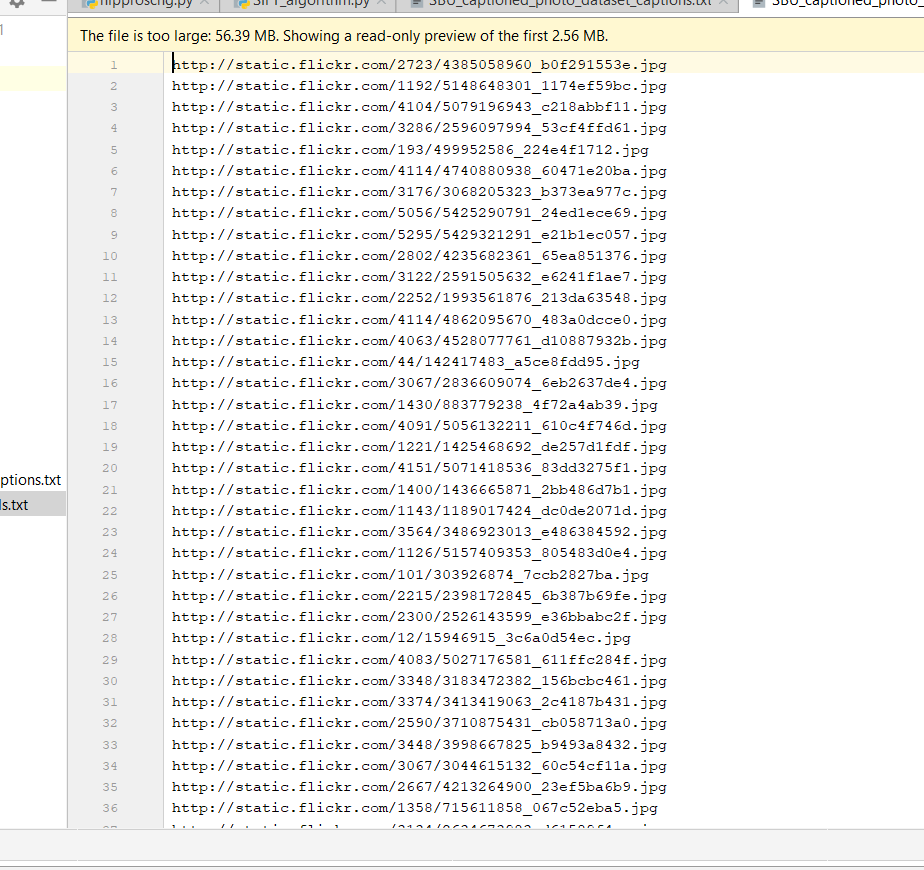 SIFT_algorithm.py
SBU_captioned_photo_dataset_captions.txt
SBU_captioned_photo_
The file is too large: 56.39 MB. Showing a read-only preview of the first 2.56 MB.
1 http://static.flickr.com/2723/4385058960_b0f291553e.jpg
2 http://static.flickr.com/1192/5148648301_1174ef59bc.jpg
3 http://static.flickr.com/4104/5079196943_c218abbf11.jpg
4 http://static.flickr.com/3286/2596097994_53cf4ffd61.jpg
5 http://static.flickr.com/193/499952586_224e4f1712.jpg
6 http://static.flickr.com/4114/4740880938_60471e20ba.jpg
7 http://static.flickr.com/3176/3068205323_b373ea977c.jpg
8 http://static.flickr.com/5056/5425290791_24ed1ece69.jpg
9 http://static.flickr.com/5295/5429321291_e21b1ec057.jpg
10 http://static.flickr.com/2802/4235682361_65ea851376.jpg
11 http://static.flickr.com/3122/2591505632_e6241f1ae7.jpg
12 http://static.flickr.com/2252/1993561876_213da63548.jpg
13 http://static.flickr.com/4114/4862095670_483a0dcce0.jpg
14 http://static.flickr.com/4063/4528077761_d10887932b.jpg
15 http://static.flickr.com/44/142417483_a5ce8fdd95.jpg
16 http://static.flickr.com/3067/2836609074_6eb2637de4.jpg
17 http://static.flickr.com/1430/883779238_4f72a4ab39.jpg
18 http://static.flickr.com/4091/5056132211_610c4f746d.jpg
19 http://static.flickr.com/1221/1425468692_de257d1fdf.jpg
20 http://static.flickr.com/4151/5071418536_83dd3275f1.jpg
21 http://static.flickr.com/1400/1436665871_2bb486d7b1.jpg
22 http://static.flickr.com/1143/1189017424_dc0de2071d.jpg
23 http://static.flickr.com/3564/3486923013_e486384592.jpg
24 http://static.flickr.com/1126/5157409353_805483d0e4.jpg
25 http://static.flickr.com/101/303926874_7ccb2827ba.jpg
26 http://static.flickr.com/2215/2398172845_6b387b69fe.jpg
27 http://static.flickr.com/2300/2526143599_e36bbabc2f.jpg
28 http://static.flickr.com/12/15946915_3c6a0d54ec.jpg
29 http://static.flickr.com/4083/5027176581_611ffc284f.jpg
30 http://static.flickr.com/3348/3183472382_156bcbc461.jpg
31 http://static.flickr.com/3374/3413419063_2c4187b431.jpg
32 http://static.flickr.com/2590/3710875431_cb058713a0.jpg
33 http://static.flickr.com/3448/3998667825_b9493a8432.jpg
34 http://static.flickr.com/3067/3044615132_60c54cf11a.jpg
35 http://static.flickr.com/2667/4213264900_23ef5ba6b9.jpg
36 http://static.flickr.com/1358/715611858_067c52eba5.jpg
ptions.txt
ls.txt